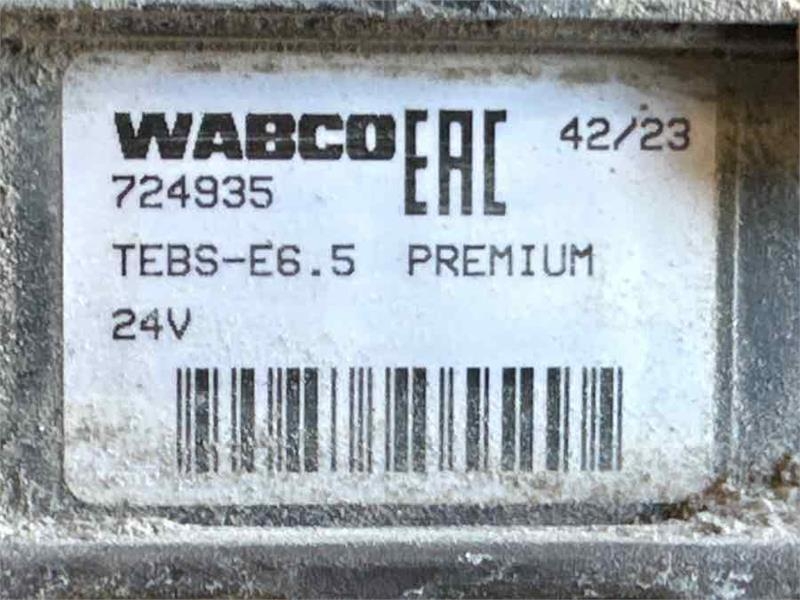 WABCO EAC 42/23
724935
TEBS-E6.5 PREMIUM
24V